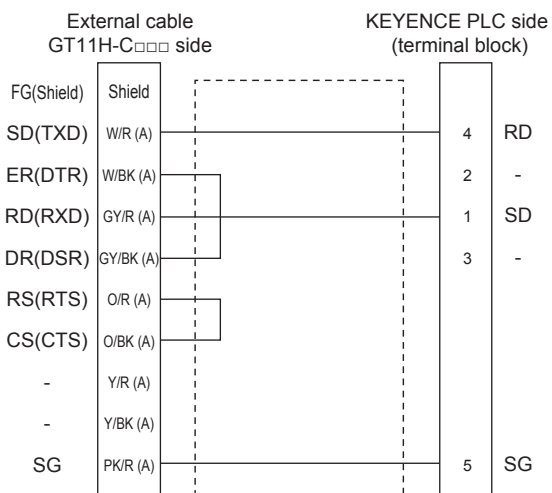 External cable
GT11H-C□□□ side
KEYENCE PLC side
(terminal block)
FG(Shield) Shield
SD(TXD) W/R (A) 4 RD
ER(DTR) W/BK (A) 2 -
RD(RXD) GY/R (A) 1 SD
DR(DSR) GY/BK (A) 3 -
RS(RTS) O/R (A)
CS(CTS) O/BK (A)
- Y/R (A)
- Y/BK (A)
SG PK/R (A) 5 SG